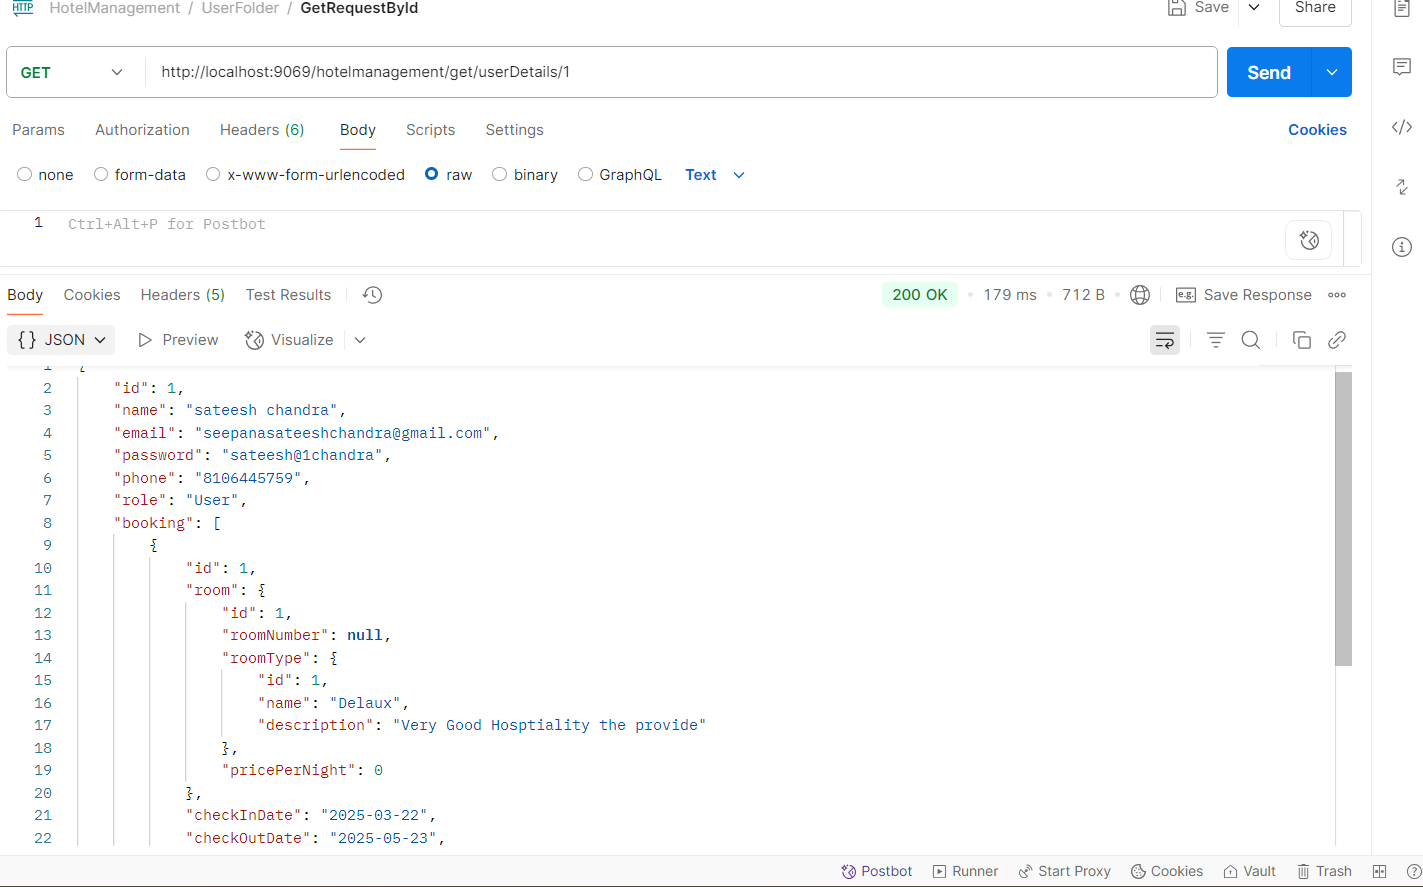 HTTP HotelManagement / UserFolder / GetRequestById Save Share
GET http://localhost:9069/hotelmanagement/get/userDetails/1 Send
Params Authorization Headers (6) Body Scripts Settings Cookies
none form-data x-www-form-urlencoded raw binary GraphQL Text
1 Ctrl+Alt+P for Postbot
Body Cookies Headers (5) Test Results 200 OK • 179 ms • 712 B • e.g. Save Response
{} JSON Preview Visualize
1 {
2 "id": 1,
3 "name": "sateesh chandra",
4 "email": "seepanasateeshchandra@gmail.com",
5 "password": "sateesh@1chandra",
6 "phone": "8106445759",
7 "role": "User",
8 "booking": [
9 {
10 "id": 1,
11 "room": {
12 "id": 1,
13 "roomNumber": null,
14 "roomType": {
15 "id": 1,
16 "name": "Delaux",
17 "description": "Very Good Hosptiality the provide"
18 },
19 "pricePerNight": 0
20 },
21 "checkInDate": "2025-03-22",
22 "checkOutDate": "2025-05-23",
Postbot Runner Start Proxy Cookies Vault Trash